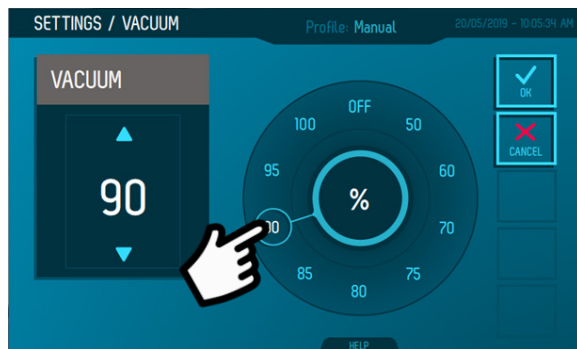 SETTINGS / VACUUM
Profile: Manual
20/05/2019 - 10:05:34 AM
VACUUM
90
OFF
50
60
70
75
80
85
90
95
100
%
OK
CANCEL
HELP